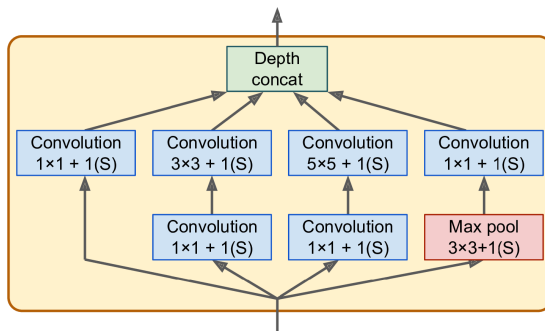 Depth
concat
Convolution
1×1 + 1(S)
Convolution
3×3 + 1(S)
Convolution
5×5 + 1(S)
Convolution
1×1 + 1(S)
Convolution
1×1 + 1(S)
Convolution
1×1 + 1(S)
Max pool
3×3+1(S)